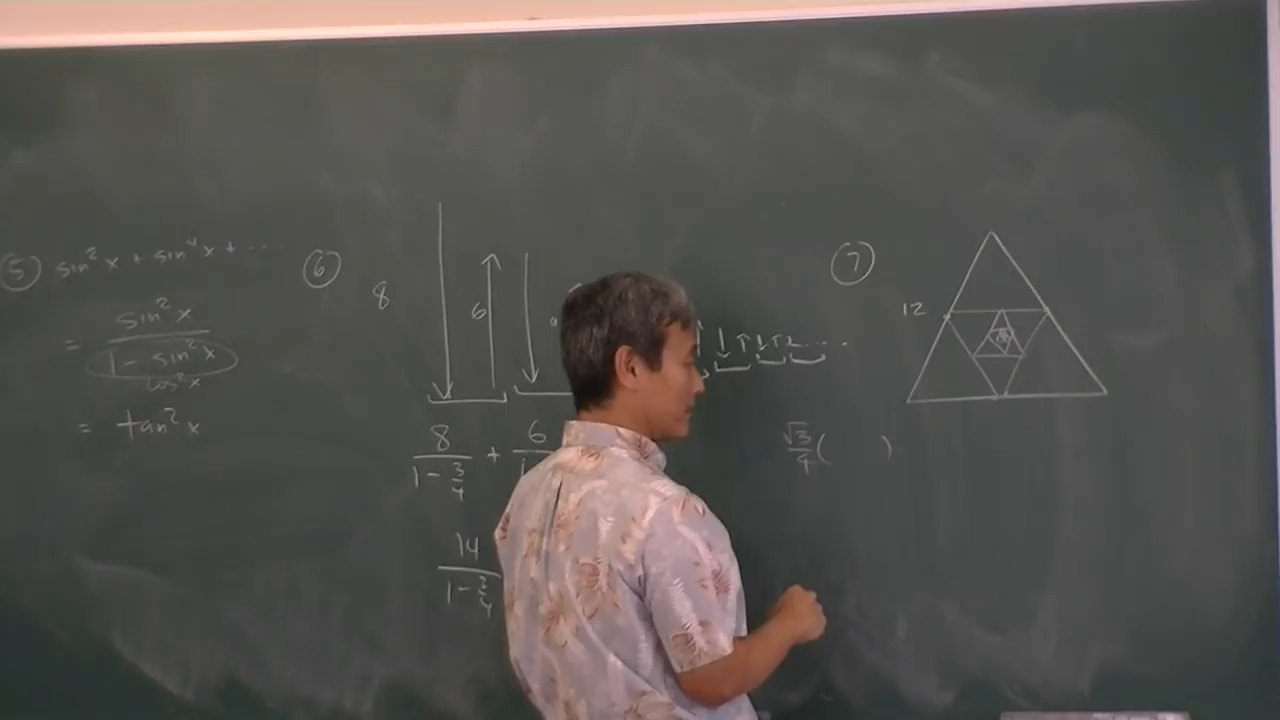 ⑤ sin²x + sin⁴x + ...
= sin²x / (1 - sin²x)
cos²x
= tan²x
⑥
8
6
8/(1 - 3/4) + 6/
14/(1 - 3/4)
⑦
12
√3/4 ( )